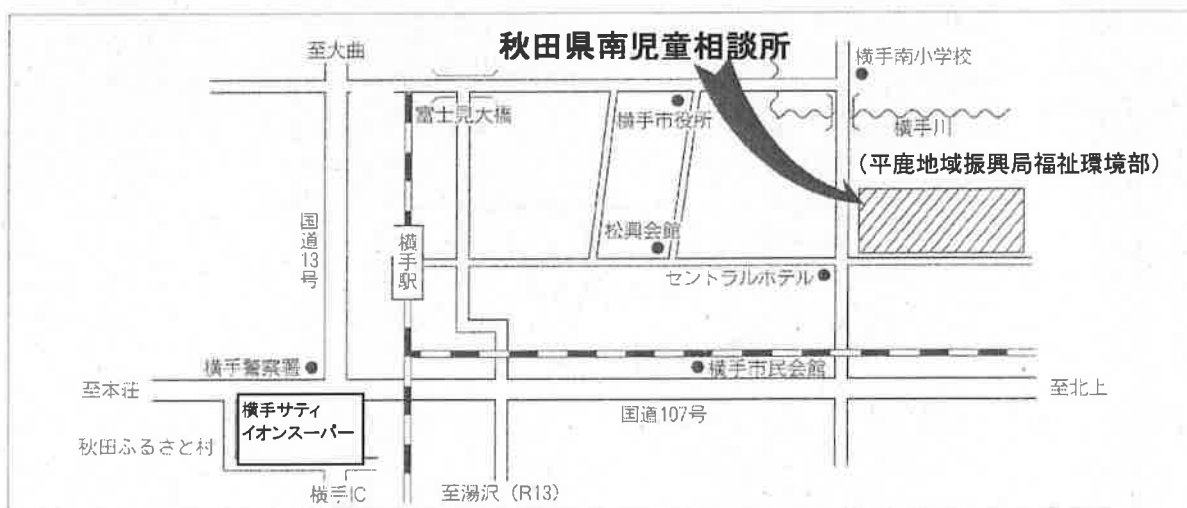 秋田県南児童相談所
至大曲
横手南小学校
富士見大橋
横手市役所
横手川
(平鹿地域振興局福祉環境部)
国道13号
横手駅
松興会館
セントラルホテル
横手警察署
横手市民会館
至本荘
至北上
横手サティ
イオンスーパー
国道107号
秋田ふるさと村
横手IC
至湯沢(R13)